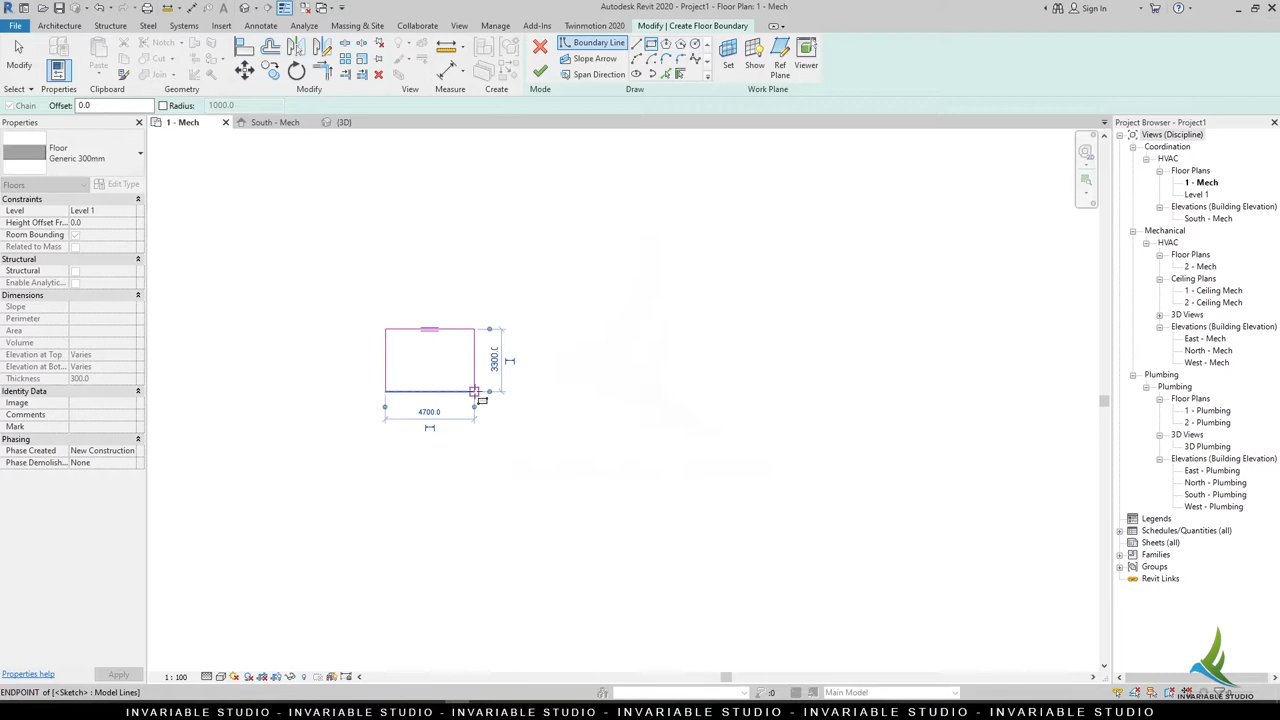 Autodesk Revit 2020 - Project1 - Floor Plan: 1 - Mech
Sign In
File
Architecture
Structure
Steel
Systems
Insert
Annotate
Analyze
Massing & Site
Collaborate
View
Manage
Add-Ins
Twinmotion 2020
Modify | Create Floor Boundary
Modify
Paste
Notch
Cut
Join
Boundary Line
Slope Arrow
Span Direction
Set
Show
Ref
Plane
Viewer
Select
Properties
Clipboard
Geometry
Modify
View
Measure
Create
Mode
Draw
Work Plane
Chain
Offset:
0.0
Radius:
1000.0
Properties
Floor
Generic 300mm
Floors
Edit Type
Constraints
Level
Level 1
Height Offset Fr...
0.0
Room Bounding
Related to Mass
Structural
Structural
Enable Analytic...
Dimensions
Slope
Perimeter
Area
Volume
Elevation at Top
Varies
Elevation at Bot...
Varies
Thickness
300.0
Identity Data
Image
Comments
Mark
Phasing
Phase Created
New Construction
Phase Demolish...
None
Properties help
Apply
1 - Mech
South - Mech
{3D}
3300.0
4700.0
1 : 100
Project Browser - Project1
Views (Discipline)
Coordination
HVAC
Floor Plans
1 - Mech
Level 1
Elevations (Building Elevation)
South - Mech
Mechanical
HVAC
Floor Plans
2 - Mech
Ceiling Plans
1 - Ceiling Mech
2 - Ceiling Mech
3D Views
Elevations (Building Elevation)
East - Mech
North - Mech
West - Mech
Plumbing
Plumbing
Floor Plans
1 - Plumbing
2 - Plumbing
3D Views
3D Plumbing
Elevations (Building Elevation)
East - Plumbing
North - Plumbing
South - Plumbing
West - Plumbing
Legends
Schedules/Quantities (all)
Sheets (all)
Families
Groups
Revit Links
ENDPOINT of [<Sketch> : Model Lines]
:0
Main Model
INVARIABLE STUDIO
INVARIABLE STUDIO - INVARIABLE STUDIO - INVARIABLE STUDIO - INVARIABLE STUDIO - INVARIABLE STUDIO - INVARIABLE STUDIO